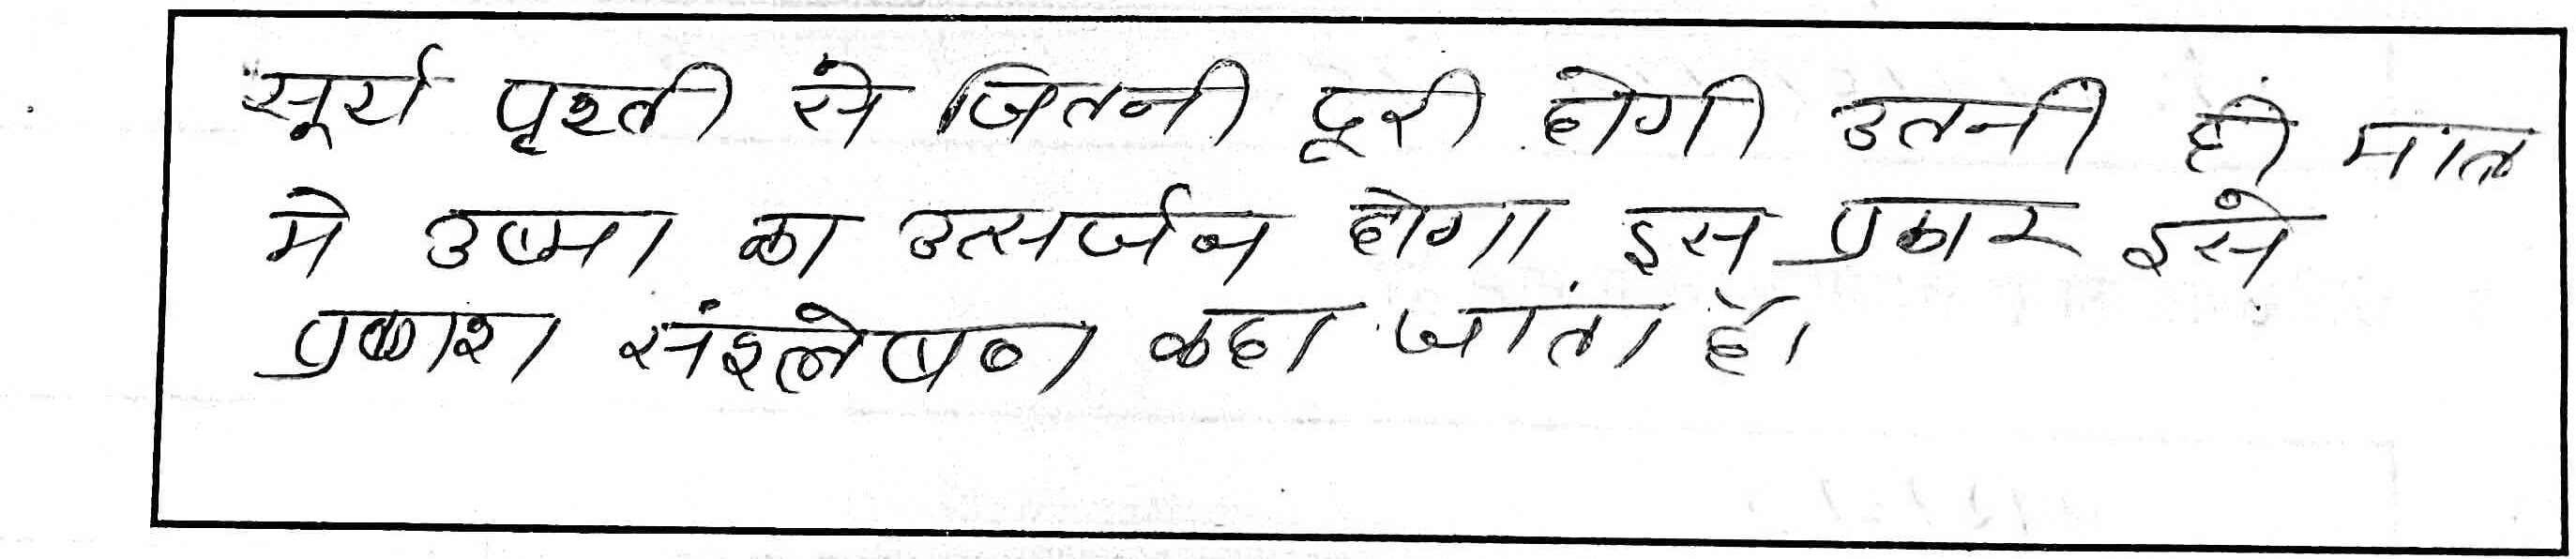 सूर्य पृश्ती से जितनी दूरी होगी उतनी ही मात
मे उष्मा का उत्सर्जन होगा इस प्रकार इसे
प्रकाश संश्लेषण कहा जाता है।